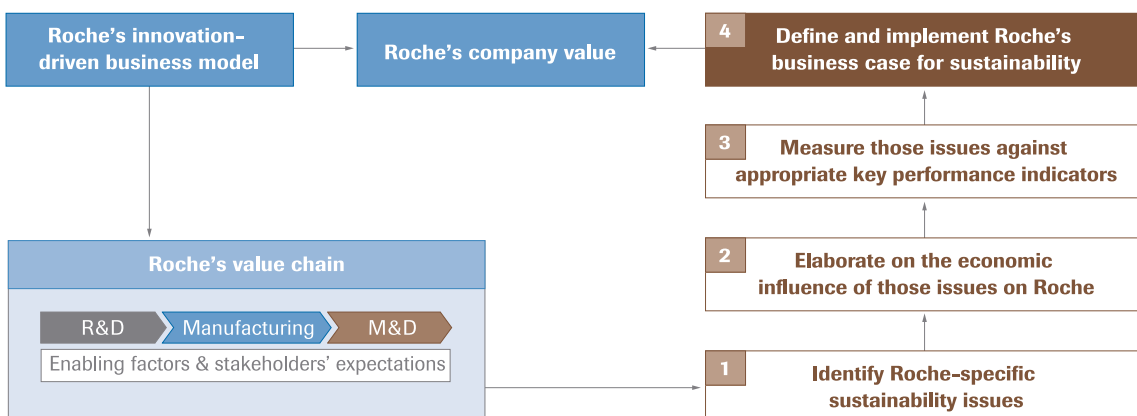 Roche's innovation–
driven business model
Roche's company value
4
Define and implement Roche's
business case for sustainability
3
Measure those issues against
appropriate key performance indicators
Roche's value chain
R&D
Manufacturing
M&D
Enabling factors & stakeholders' expectations
2
Elaborate on the economic
influence of those issues on Roche
1
Identify Roche–specific
sustainability issues